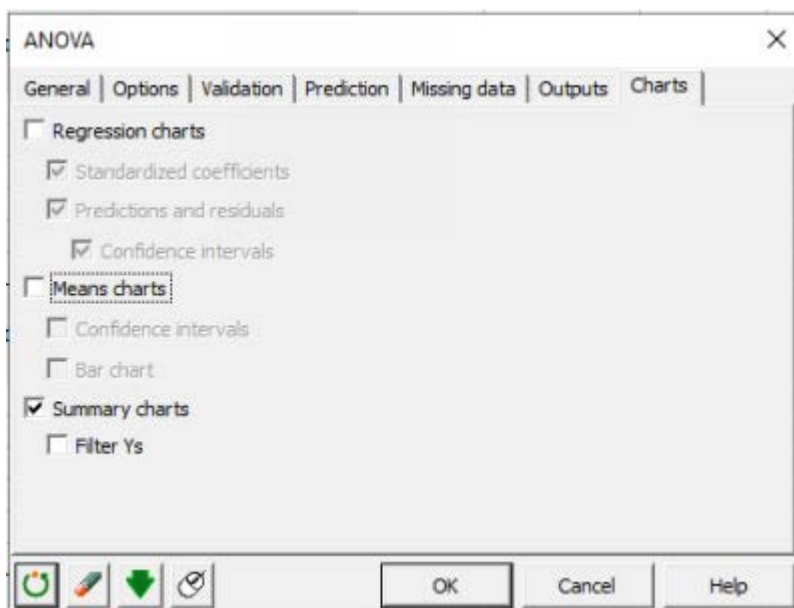 ANOVA
General Options Validation Prediction Missing data Outputs Charts
Regression charts
Standardized coefficients
Predictions and residuals
Confidence intervals
Means charts
Confidence intervals
Bar chart
Summary charts
Filter Ys
OK Cancel Help